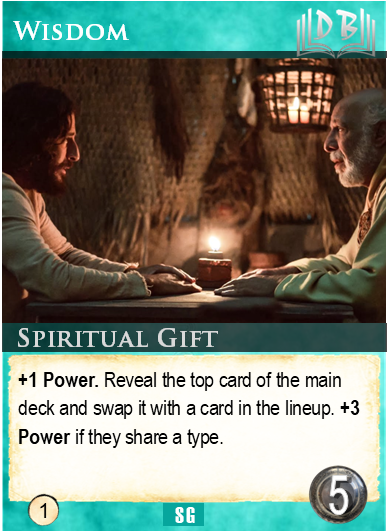 WISDOM
DB
SPIRITUAL GIFT
+1 Power. Reveal the top card of the main
deck and swap it with a card in the lineup. +3
Power if they share a type.
1
SG
5